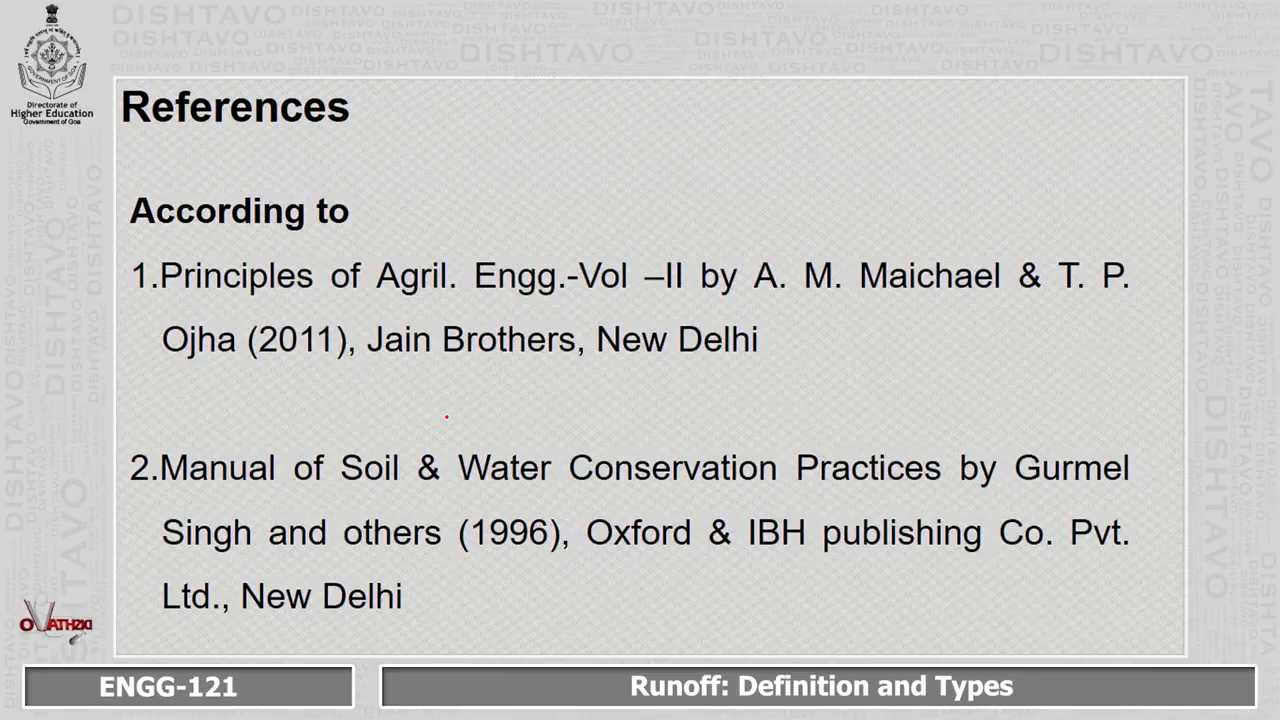 Directorate of
Higher Education
Government of Goa
References
According to
1.Principles of Agril. Engg.-Vol –II by A. M. Maichael & T. P.
Ojha (2011), Jain Brothers, New Delhi
2.Manual of Soil & Water Conservation Practices by Gurmel
Singh and others (1996), Oxford & IBH publishing Co. Pvt.
Ltd., New Delhi
ENGG-121
Runoff: Definition and Types
DISHTAVO